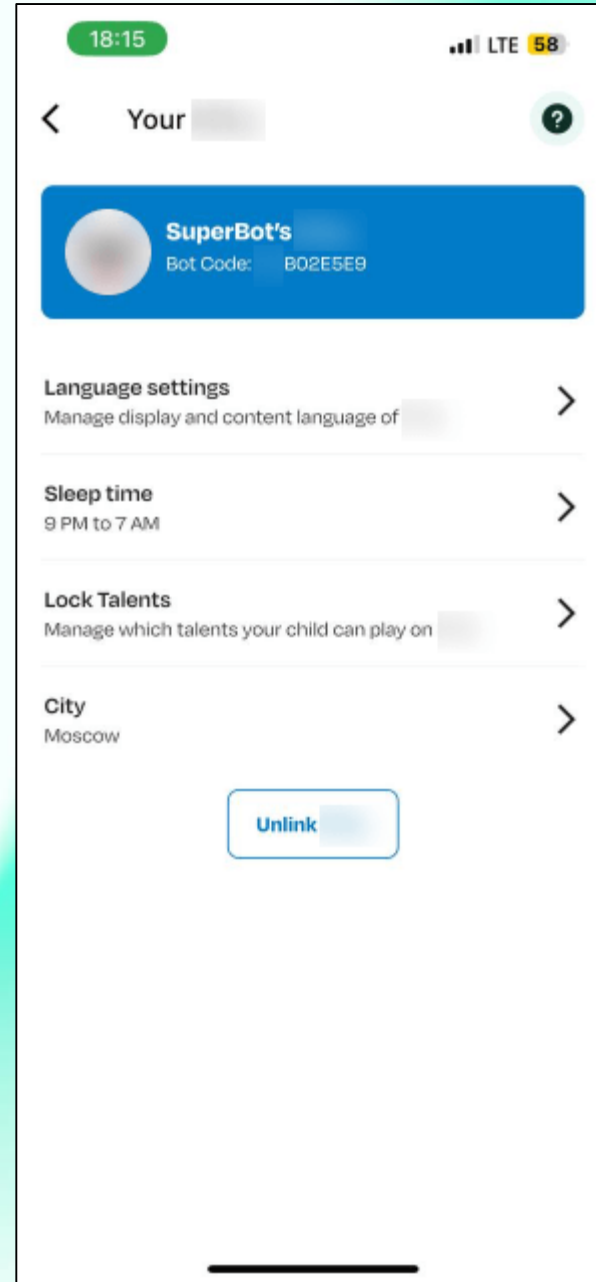 18:15
LTE 58
Your
?
SuperBot's
Bot Code: B02E5E9
Language settings
Manage display and content language of
Sleep time
9 PM to 7 AM
Lock Talents
Manage which talents your child can play on
City
Moscow
Unlink